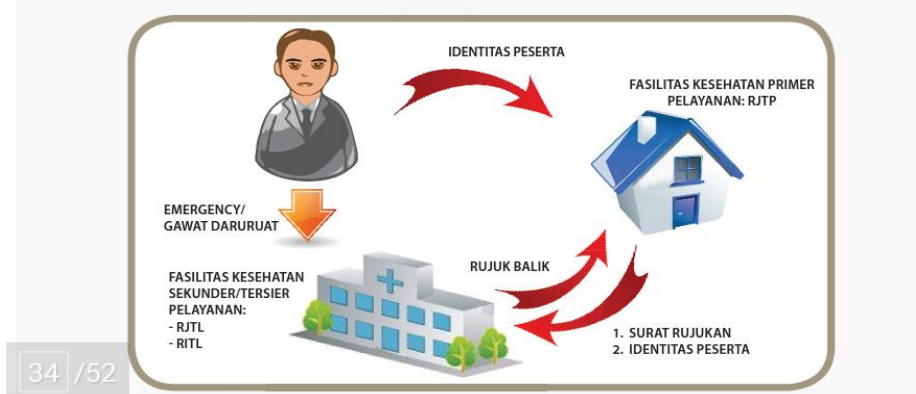 IDENTITAS PESERTA
FASILITAS KESEHATAN PRIMER
PELAYANAN: RJTP
EMERGENCY/
GAWAT DARURUAT
FASILITAS KESEHATAN
SEKUNDER/TERSIER
PELAYANAN:
- RJTL
- RITL
RUJUK BALIK
1. SURAT RUJUKAN
2. IDENTITAS PESERTA
34 /52